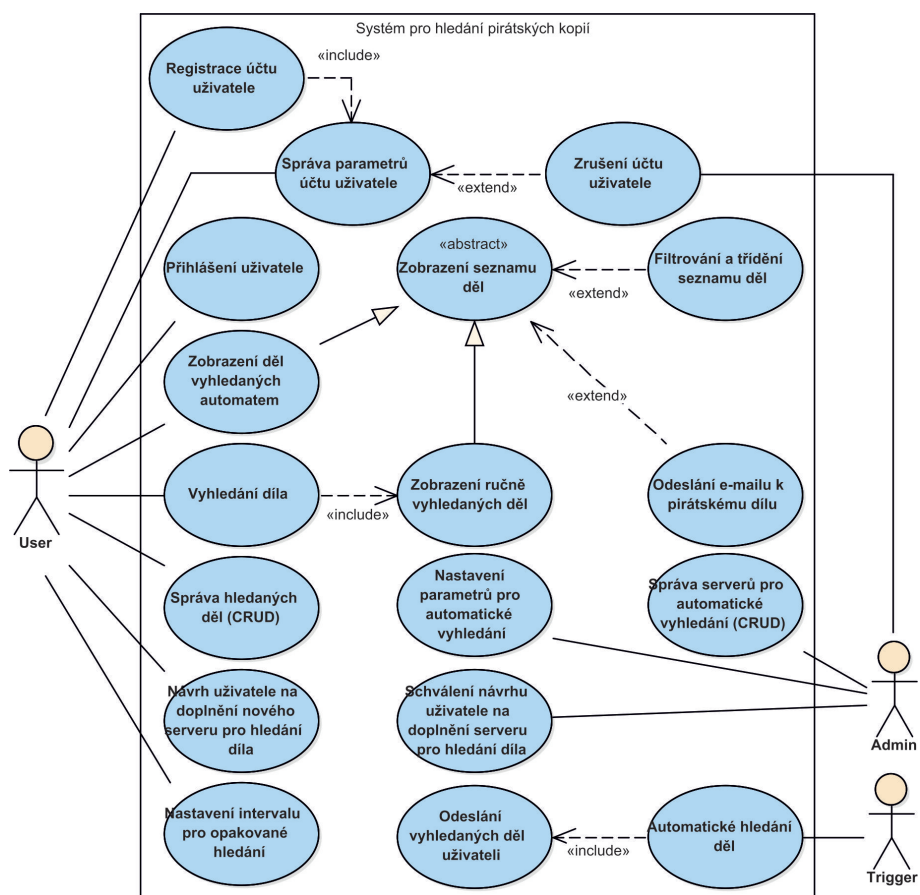 Systém pro hledání pirátských kopií
Registrace účtu
uživatele
«include»
Správa parametrů
účtu uživatele
«extend»
Zrušení účtu
uživatele
Přihlášení uživatele
«abstract»
Zobrazení seznamu
děl
«extend»
Filtrování a třídění
seznamu děl
Zobrazení děl
vyhledaných
automatem
«extend»
Vyhledání díla
«include»
Zobrazení ručně
vyhledaných děl
Odeslání e-mailu k
pirátskému dílu
User
Správa hledaných
děl (CRUD)
Nastavení
parametrů pro
automatické
vyhledání
Správa serverů pro
automatické
vyhledání (CRUD)
Návrh uživatele na
doplnění nového
serveru pro hledání
díla
Schválení návrhu
uživatele na
doplnění serveru
pro hledání díla
Admin
Nastavení intervalu
pro opakované
hledání
Odeslání
vyhledaných děl
uživateli
«include»
Automatické hledání
děl
Trigger